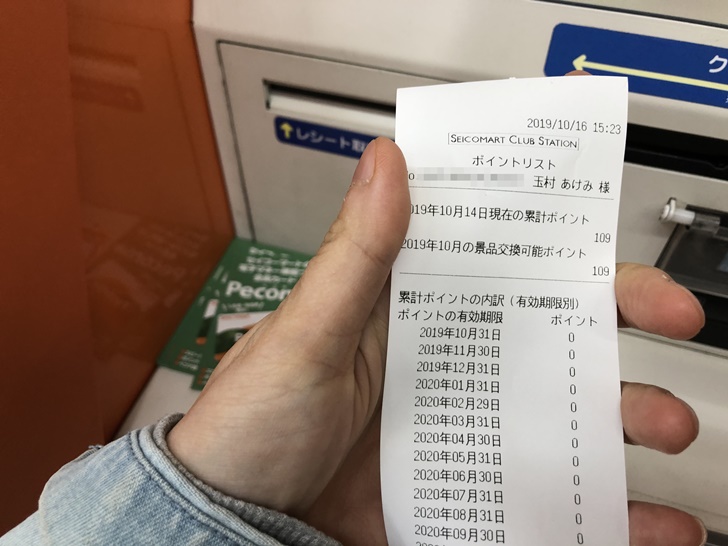 ク
レシート取
Pecom
2019/10/16 15:23
SEICOMART CLUB STATION
ポイントリスト
玉村 あけみ 様
019年10月14日現在の累計ポイント
109
2019年10月の景品交換可能ポイント
109
累計ポイントの内訳（有効期限別）
ポイントの有効期限 ポイント
2019年10月31日 0
2019年11月30日 0
2019年12月31日 0
2020年01月31日 0
2020年02月29日 0
2020年03月31日 0
2020年04月30日 0
2020年05月31日 0
2020年06月30日 0
2020年07月31日 0
2020年08月31日 0
2020年09月30日 0